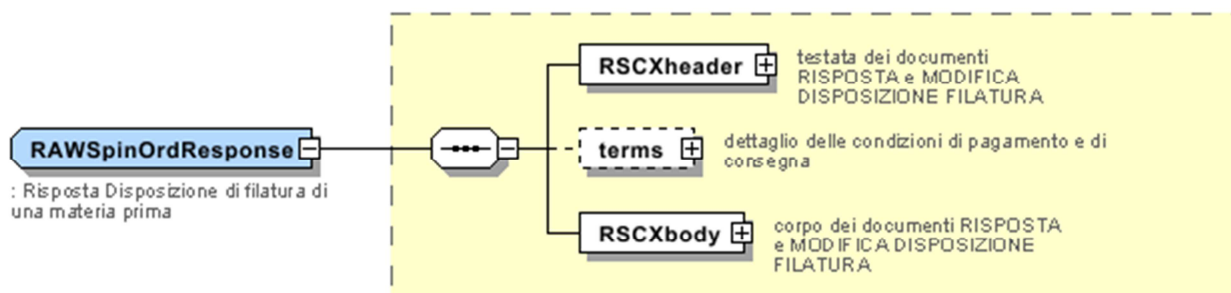 RSCXheader
testata dei documenti
RISPOSTA e MODIFICA
DISPOSIZIONE FILATURA
RAWSpinOrdResponse
: Risposta Disposizione di filatura di
una materia prima
terms
dettaglio delle condizioni di pagamento e di
consegna
RSCXbody
corpo dei documenti RISPOSTA
e MODIFICA DISPOSIZIONE
FILATURA